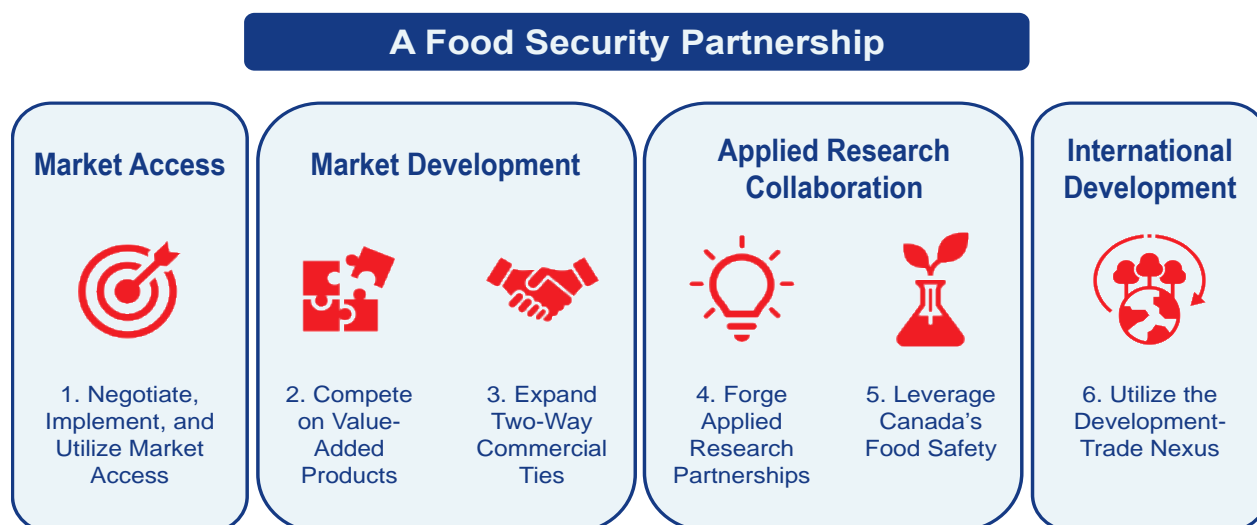 A Food Security Partnership
Market Access
1. Negotiate,
Implement, and
Utilize Market
Access
Market Development
2. Compete
on Value-
Added
Products
3. Expand
Two-Way
Commercial
Ties
Applied Research
Collaboration
4. Forge
Applied
Research
Partnerships
5. Leverage
Canada’s
Food Safety
International
Development
6. Utilize the
Development-
Trade Nexus